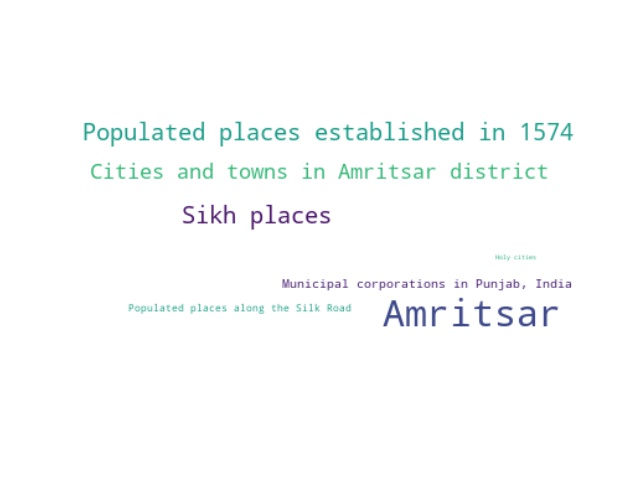 Populated places established in 1574
Cities and towns in Amritsar district
Sikh places
Holy cities
Municipal corporations in Punjab, India
Populated places along the Silk Road
Amritsar